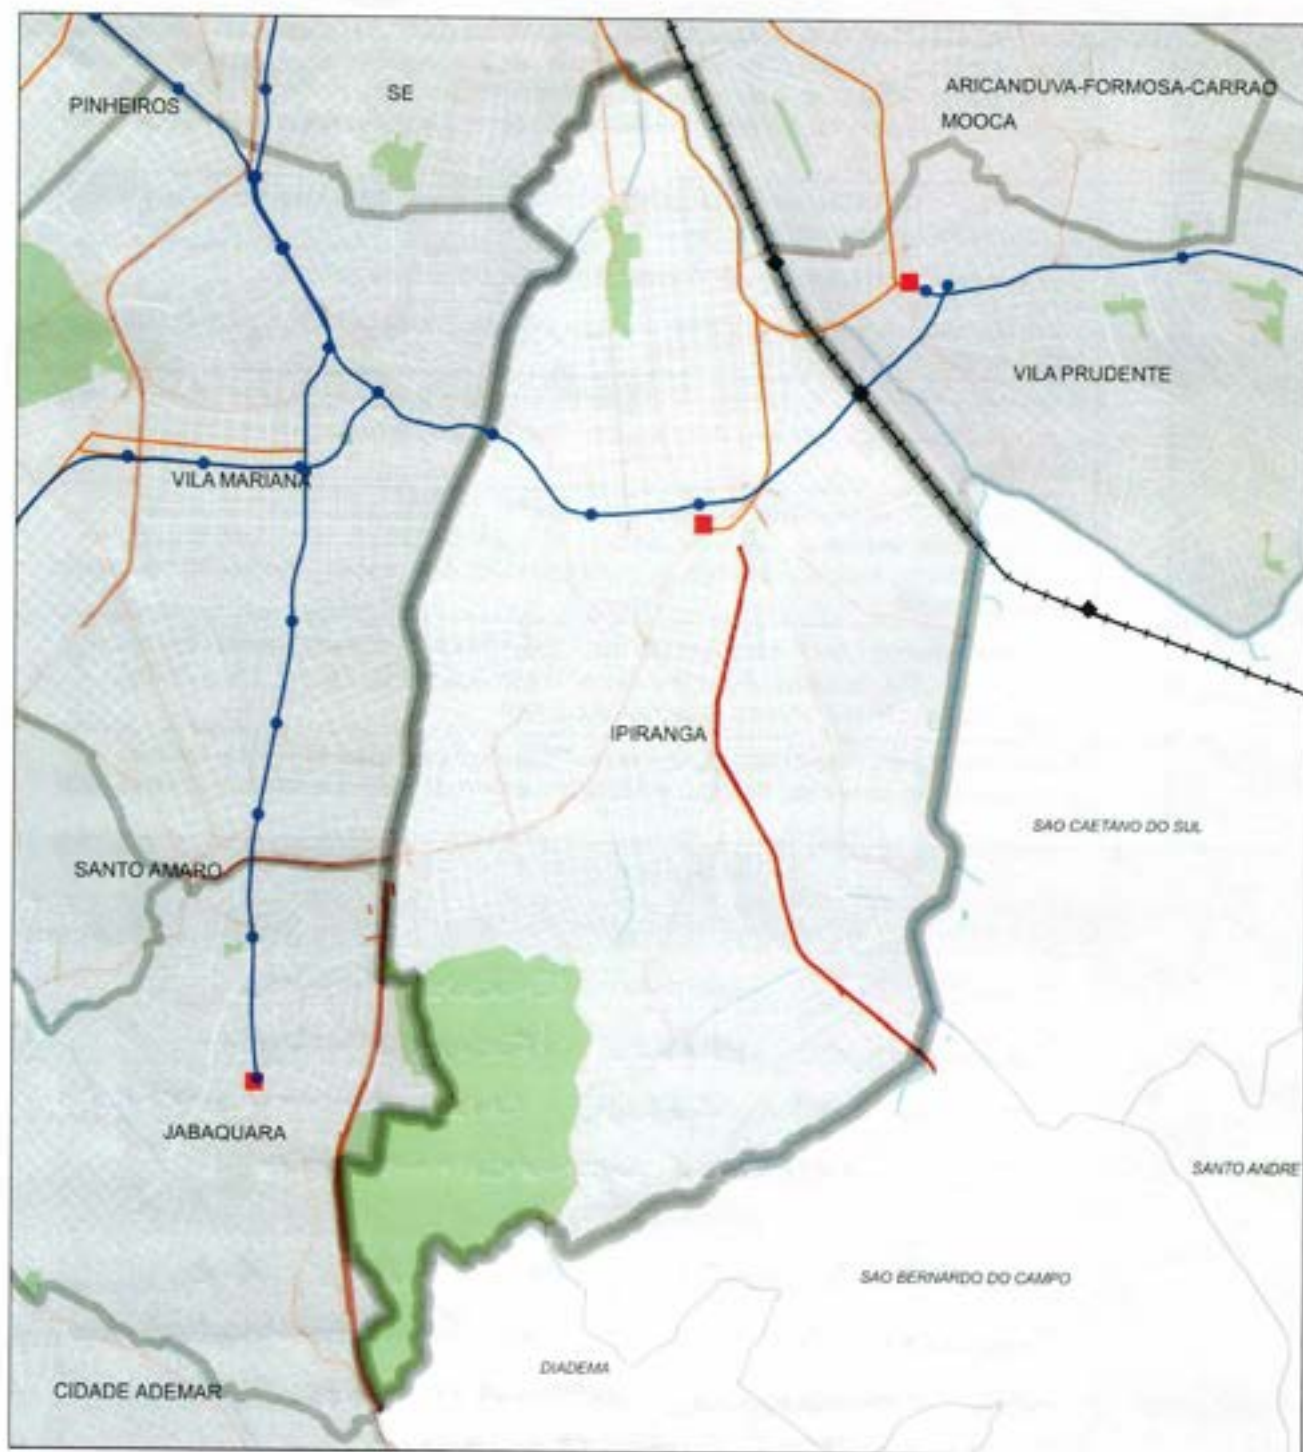 PINHEIROS
SE
ARICANDUVA-FORMOSA-CARRAO
MOOCA
VILA PRUDENTE
VILA MARIANA
IPIRANGA
SAO CAETANO DO SUL
SANTO AMARO
JABAQUARA
SANTO ANDRE
SAO BERNARDO DO CAMPO
DIADEMA
CIDADE ADEMAR